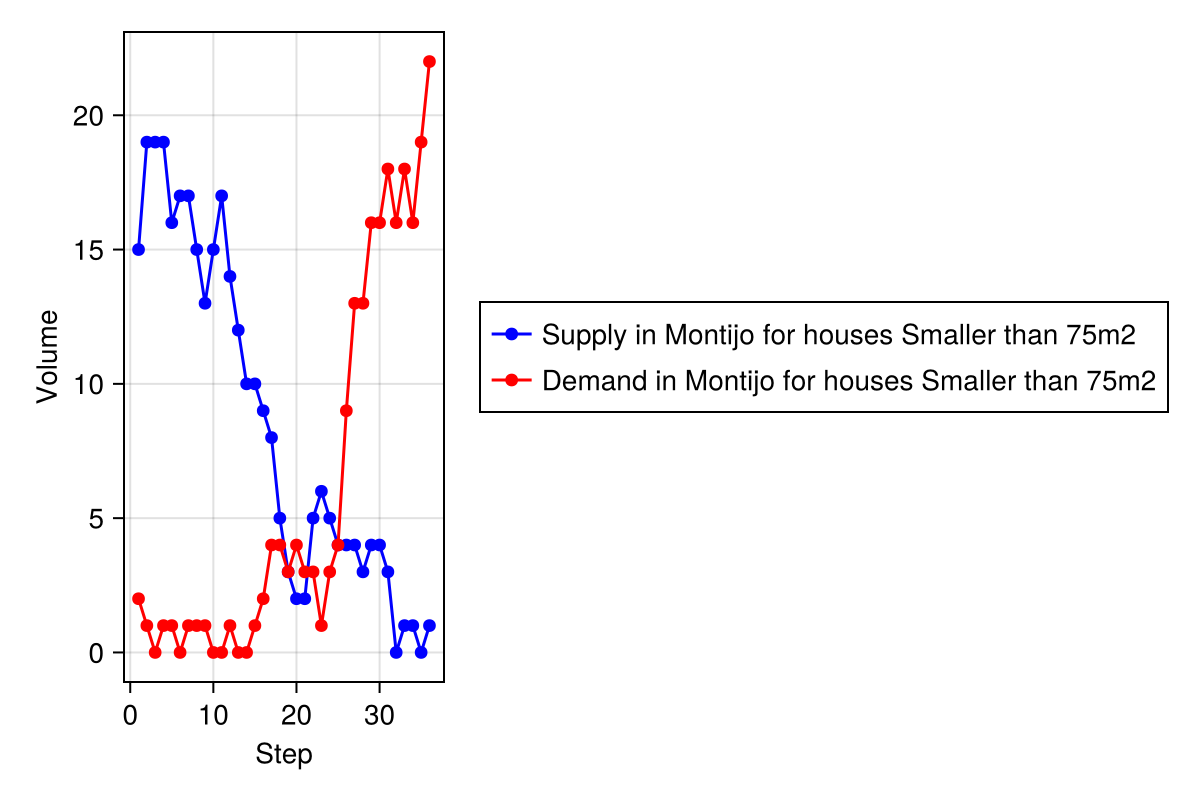 Volume
20
15
10
5
0
0 10 20 30
Step
Supply in Montijo for houses Smaller than 75m2
Demand in Montijo for houses Smaller than 75m2